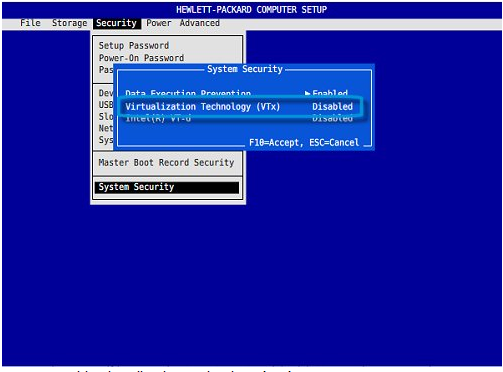 HEWLETT-PACKARD COMPUTER SETUP
File Storage Security Power Advanced
Setup Password
Power-On Password
Pas
System Security
Dev
Data Execution Prevention ▶ Enabled
USB
Virtualization Technology (VTx) Disabled
Slo
Intel(R) VT-d Disabled
Net
Sys
F10=Accept, ESC=Cancel
Master Boot Record Security
System Security